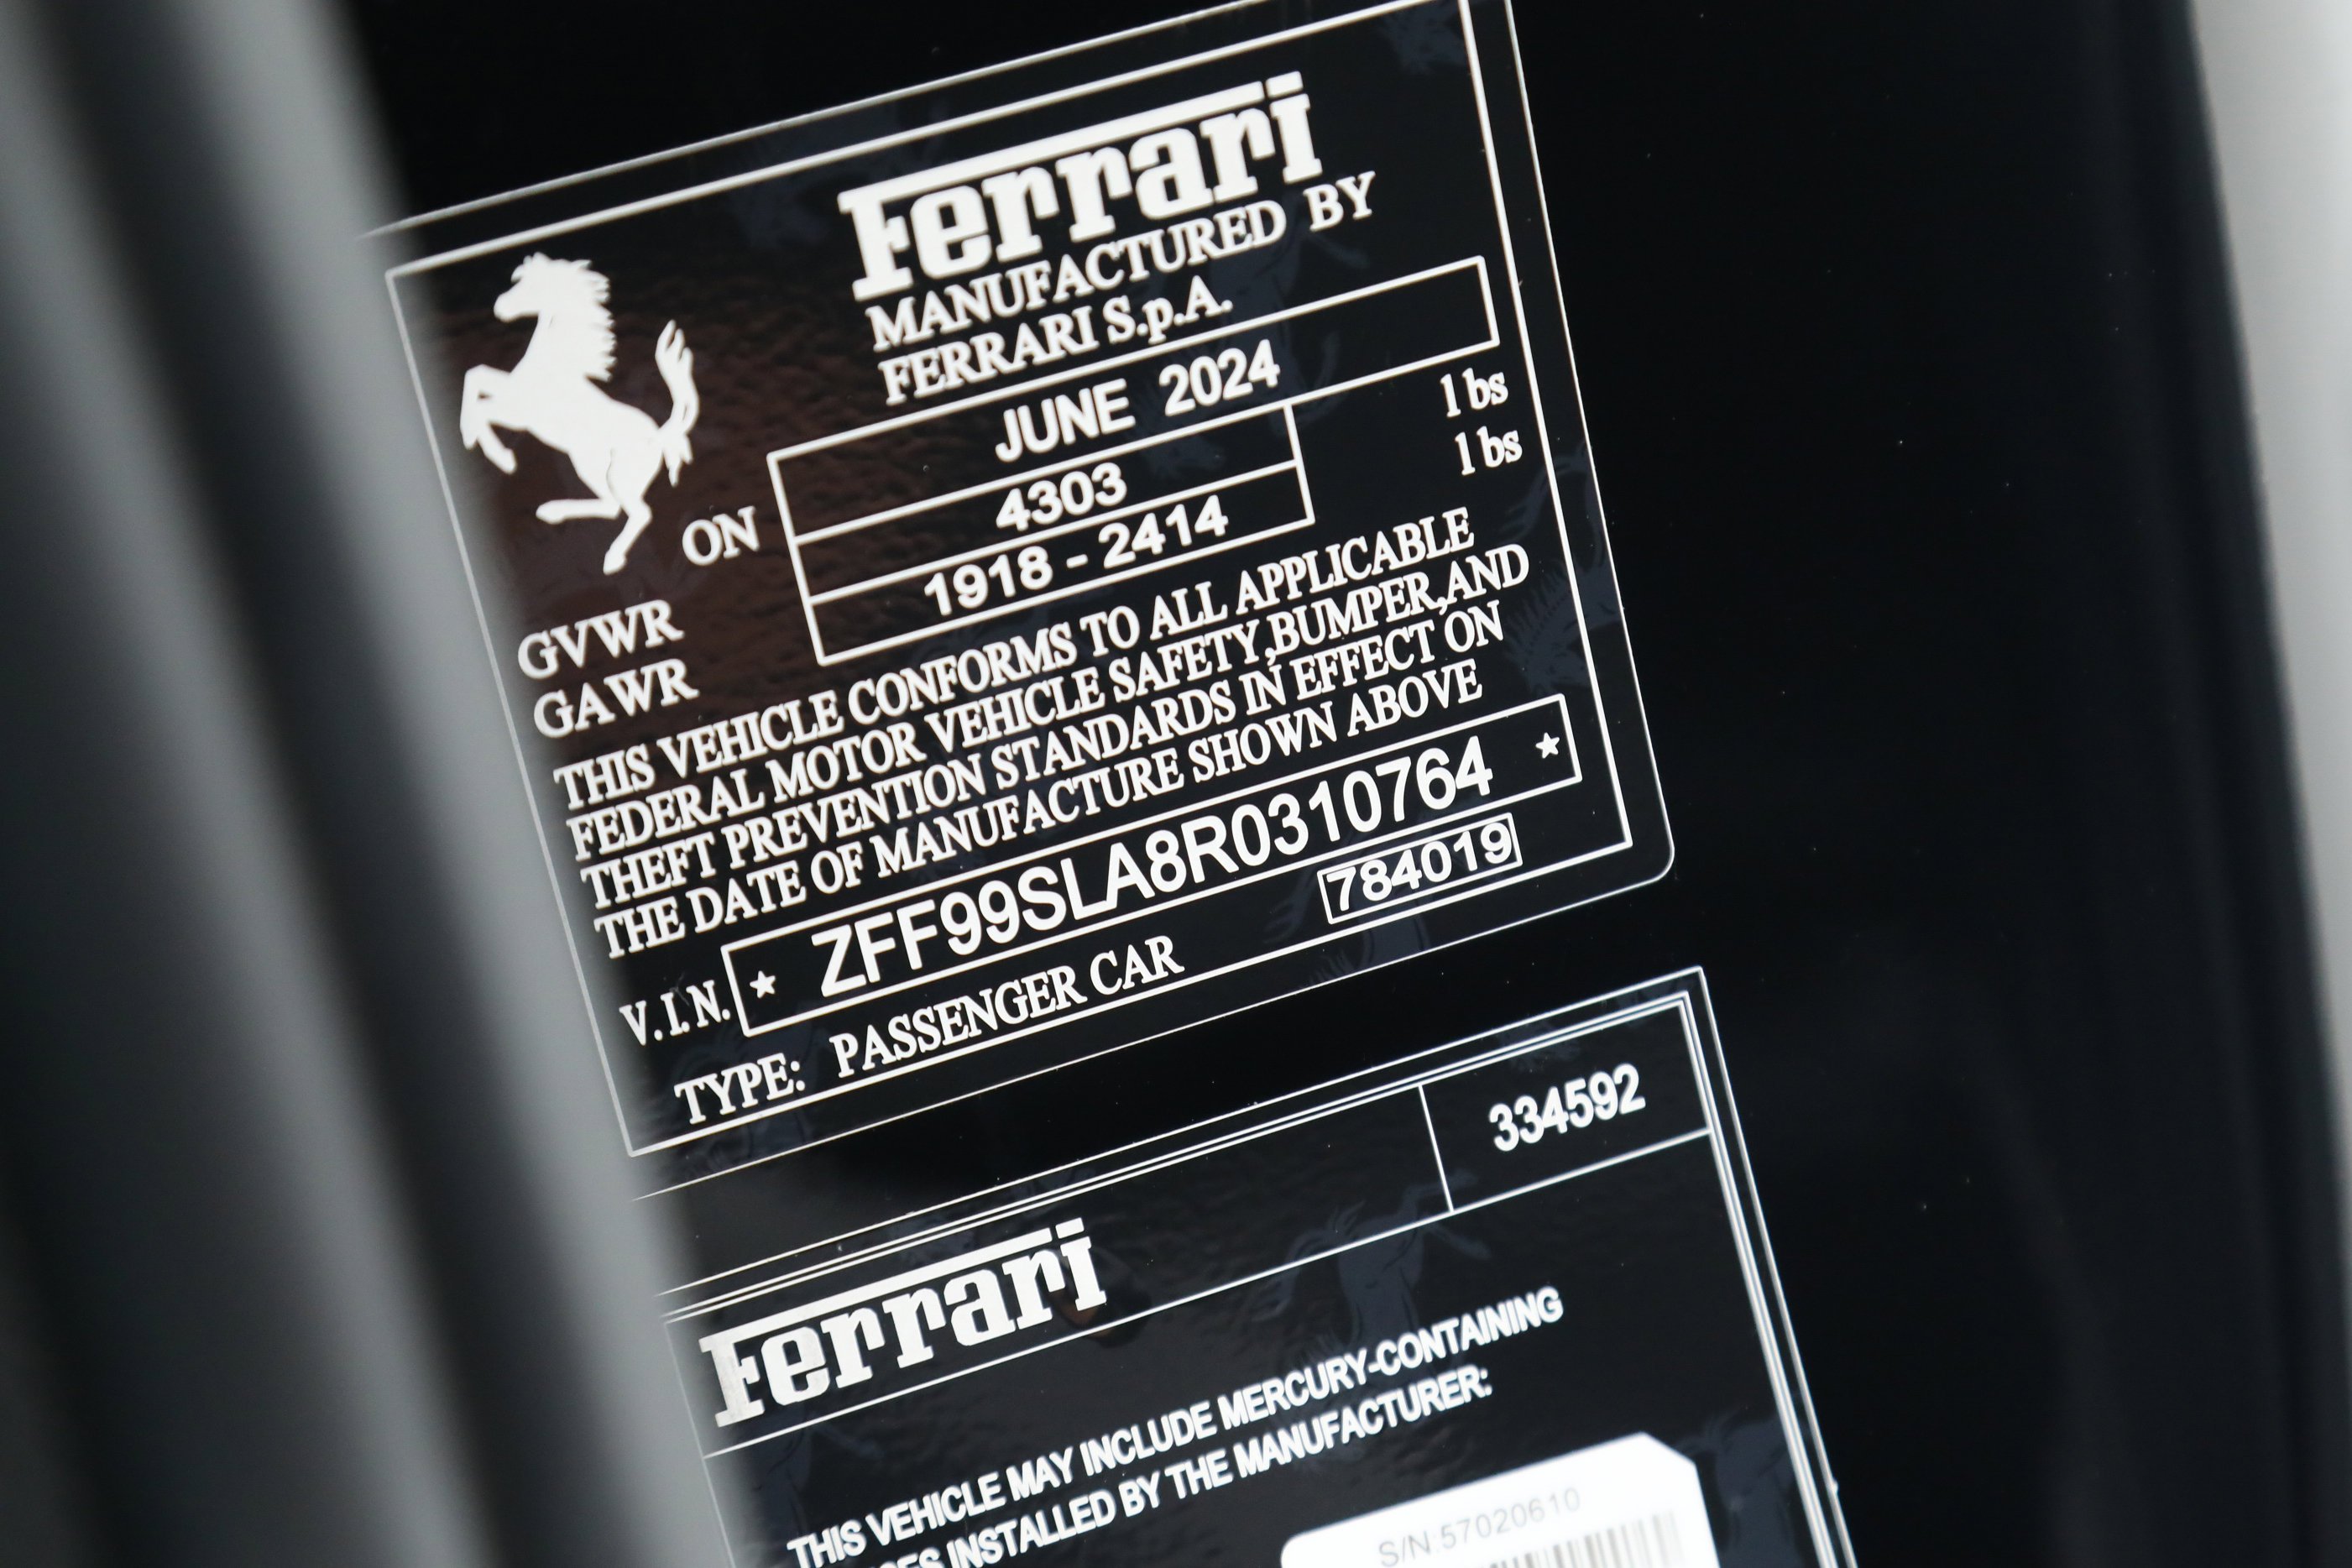 Ferrari
MANUFACTURED BY
FERRARI S.p.A.
ON JUNE 2024
GVWR 4303 lbs
GAWR 1918 - 2414 lbs
THIS VEHICLE CONFORMS TO ALL APPLICABLE
FEDERAL MOTOR VEHICLE SAFETY,BUMPER,AND
THEFT PREVENTION STANDARDS IN EFFECT ON
THE DATE OF MANUFACTURE SHOWN ABOVE
V.I.N. ★ ZFF99SLA8R0310764 ★
TYPE: PASSENGER CAR 784019
334592
Ferrari
THIS VEHICLE MAY INCLUDE MERCURY-CONTAINING
INSTALLED BY THE MANUFACTURER:
S/N 57020610